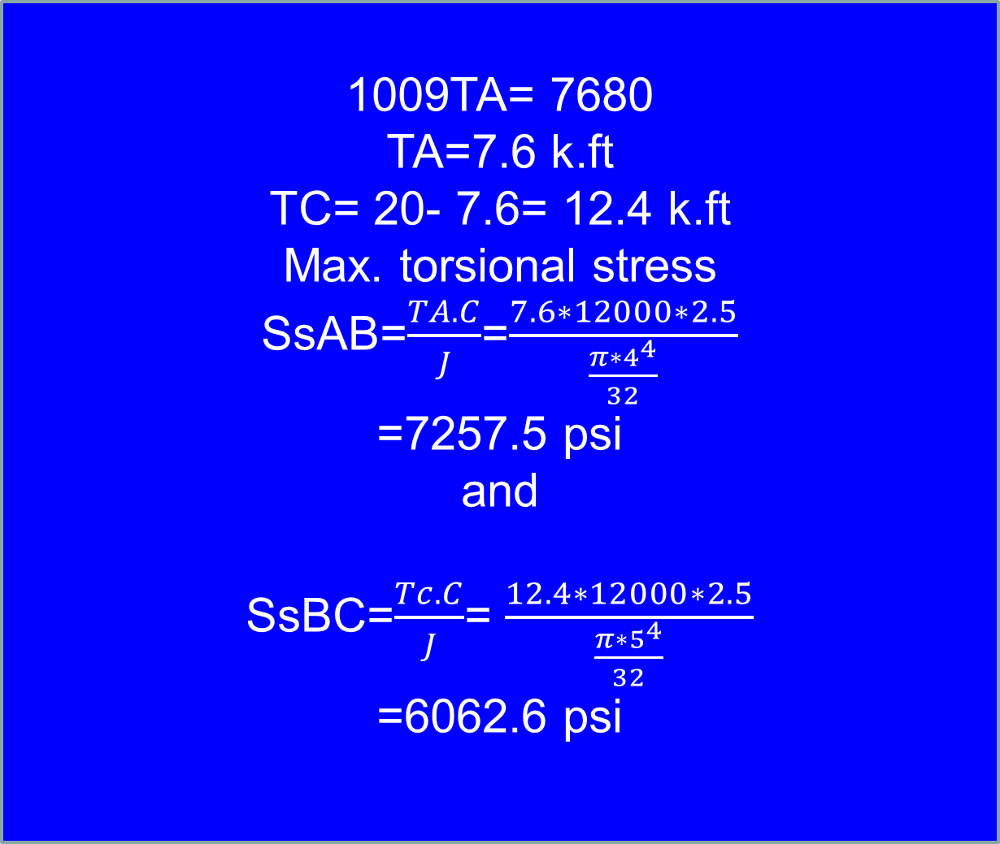 1009TA= 7680
TA=7.6 k.ft
TC= 20- 7.6= 12.4 k.ft
Max. torsional stress
SsAB=\frac{TA.C}{J}=\frac{7.6*12000*2.5}{\frac{π*4^4}{32}}
=7257.5 psi
and
SsBC=\frac{Tc.C}{J}= \frac{12.4*12000*2.5}{\frac{π*5^4}{32}}
=6062.6 psi